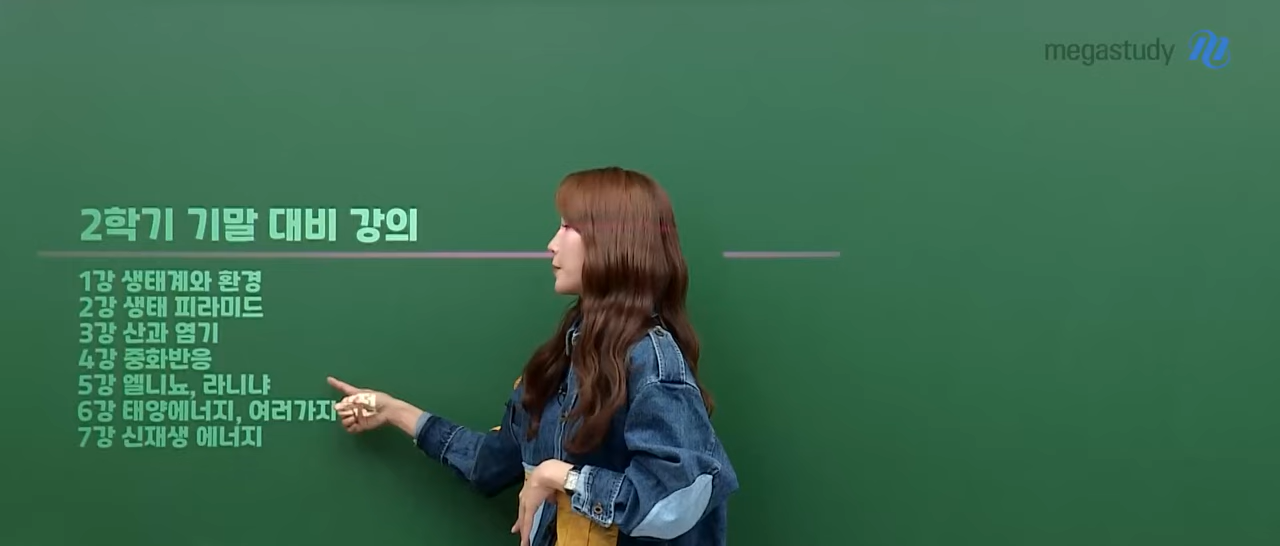 megastudy
2학기 기말 대비 강의
1강 생태계와 환경
2강 생태 피라미드
3강 산과 염기
4강 중화반응
5강 엘니뇨, 라니냐
6강 태양에너지, 여러가지
7강 신재생 에너지